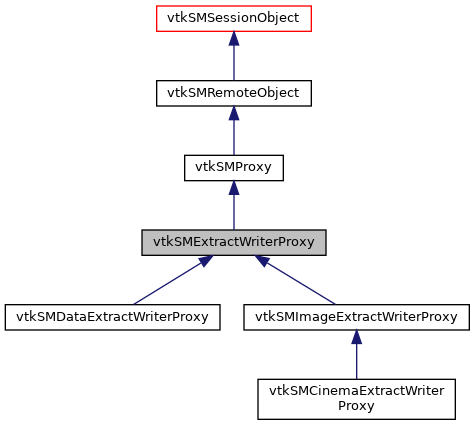 vtkSMSessionObject
vtkSMRemoteObject
vtkSMProxy
vtkSMExtractWriterProxy
vtkSMDataExtractWriterProxy
vtkSMImageExtractWriterProxy
vtkSMCinemaExtractWriter
Proxy